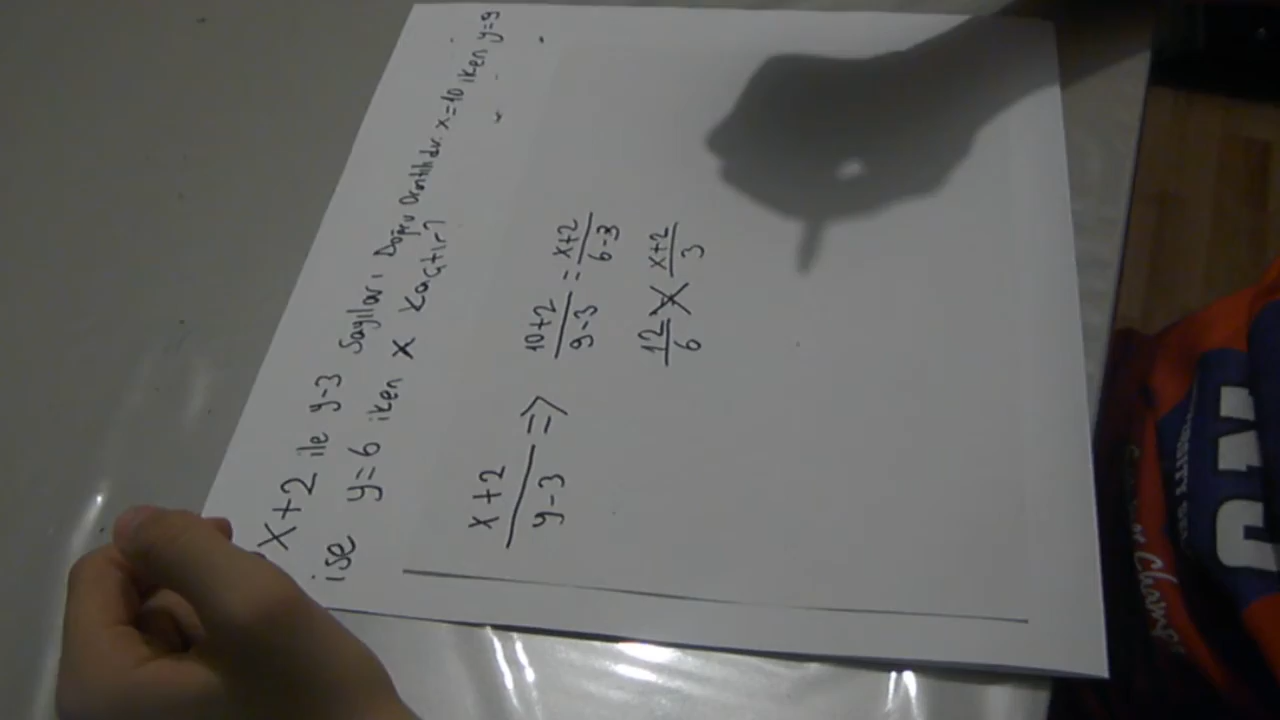 x+2 ile y-3 sayıları Doğru Orantılıdır. x=10 iken y=9
ise y=6 iken x kaçtır?
x+2 / y-3 => 10+2 / 9-3 = x+2 / 6-3
12 / 6 x+2 / 3